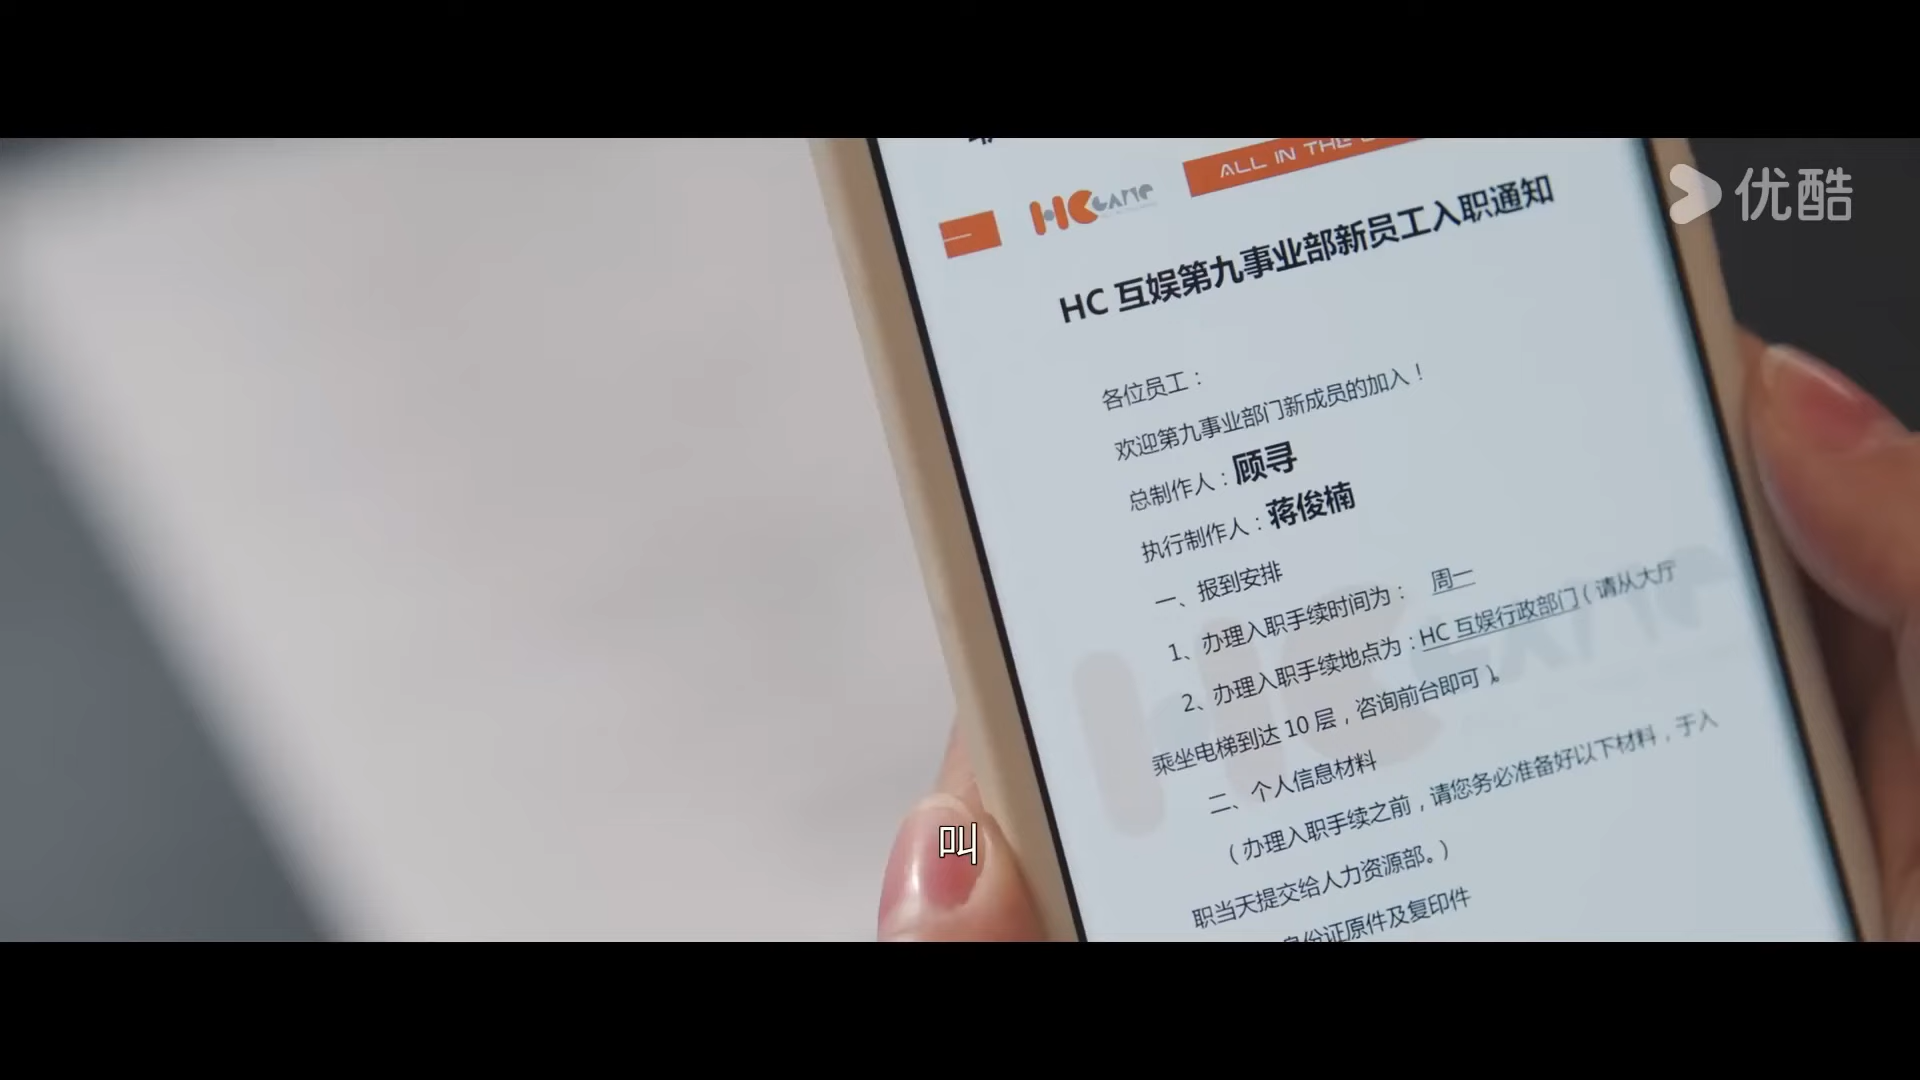 优酷
HC GAME
ALL IN THE
HC 互娱第九事业部新员工入职通知
各位员工：
欢迎第九事业部门新成员的加入！
总制作人：顾寻
执行制作人：蒋俊楠
一、报到安排
1、办理入职手续时间为： 周一
2、办理入职手续地点为：HC 互娱行政部门（请从大厅
乘坐电梯到达 10 层，咨询前台即可）。
二、个人信息材料
（办理入职手续之前，请您务必准备好以下材料，于入
职当天提交给人力资源部。）
身份证原件及复印件
叫